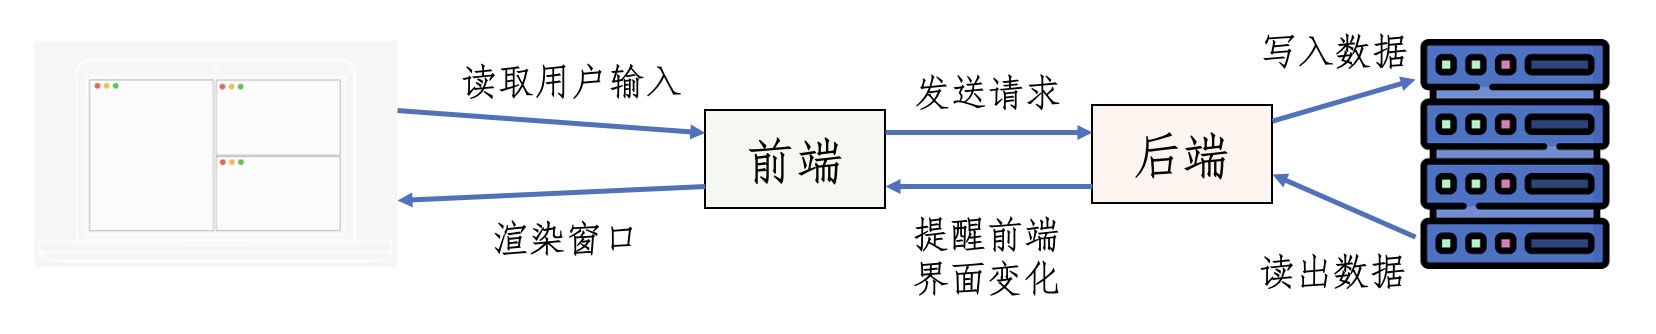 读取用户输入
渲染窗口
前端
发送请求
提醒前端
界面变化
后端
写入数据
读出数据